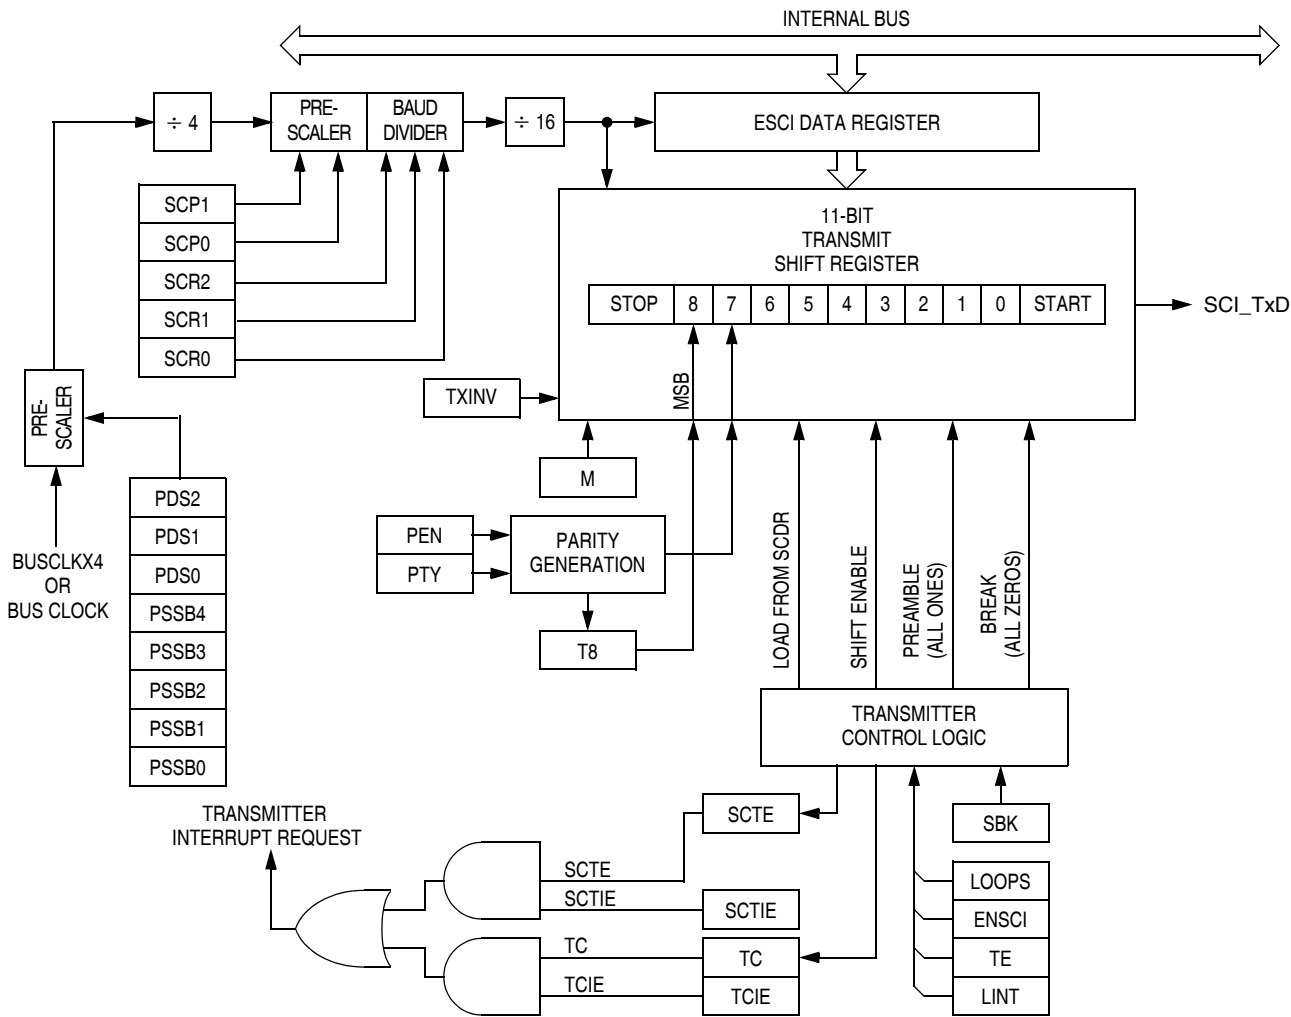 INTERNAL BUS
÷ 4
PRE-
SCALER
BAUD
DIVIDER
÷ 16
ESCI DATA REGISTER
SCP1
SCP0
SCR2
SCR1
SCR0
11-BIT
TRANSMIT
SHIFT REGISTER
STOP 8 7 6 5 4 3 2 1 0 START
SCI_TxD
PRE-
SCALER
TXINV
MSB
M
BUSCLKX4
OR
BUS CLOCK
PDS2
PDS1
PDS0
PSSB4
PSSB3
PSSB2
PSSB1
PSSB0
PEN
PTY
PARITY
GENERATION
T8
LOAD FROM SCDR
SHIFT ENABLE
PREAMBLE
(ALL ONES)
BREAK
(ALL ZEROS)
TRANSMITTER
CONTROL LOGIC
TRANSMITTER
INTERRUPT REQUEST
SCTE
SBK
SCTE
SCTIE
SCTIE
TC
TC
TCIE
TCIE
LOOPS
ENSCI
TE
LINT